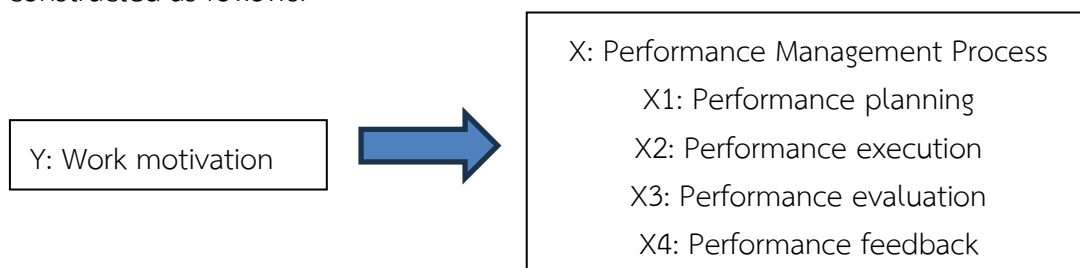 constructed as follows:
Y: Work motivation
X: Performance Management Process
X1: Performance planning
X2: Performance execution
X3: Performance evaluation
X4: Performance feedback